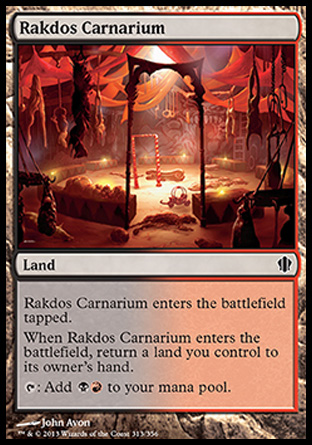 Rakdos Carnarium
Land
Rakdos Carnarium enters the battlefield
tapped.
When Rakdos Carnarium enters the
battlefield, return a land you control to
its owner's hand.
: Add to your mana pool.
John Avon
™ & © 2013 Wizards of the Coast 313/356